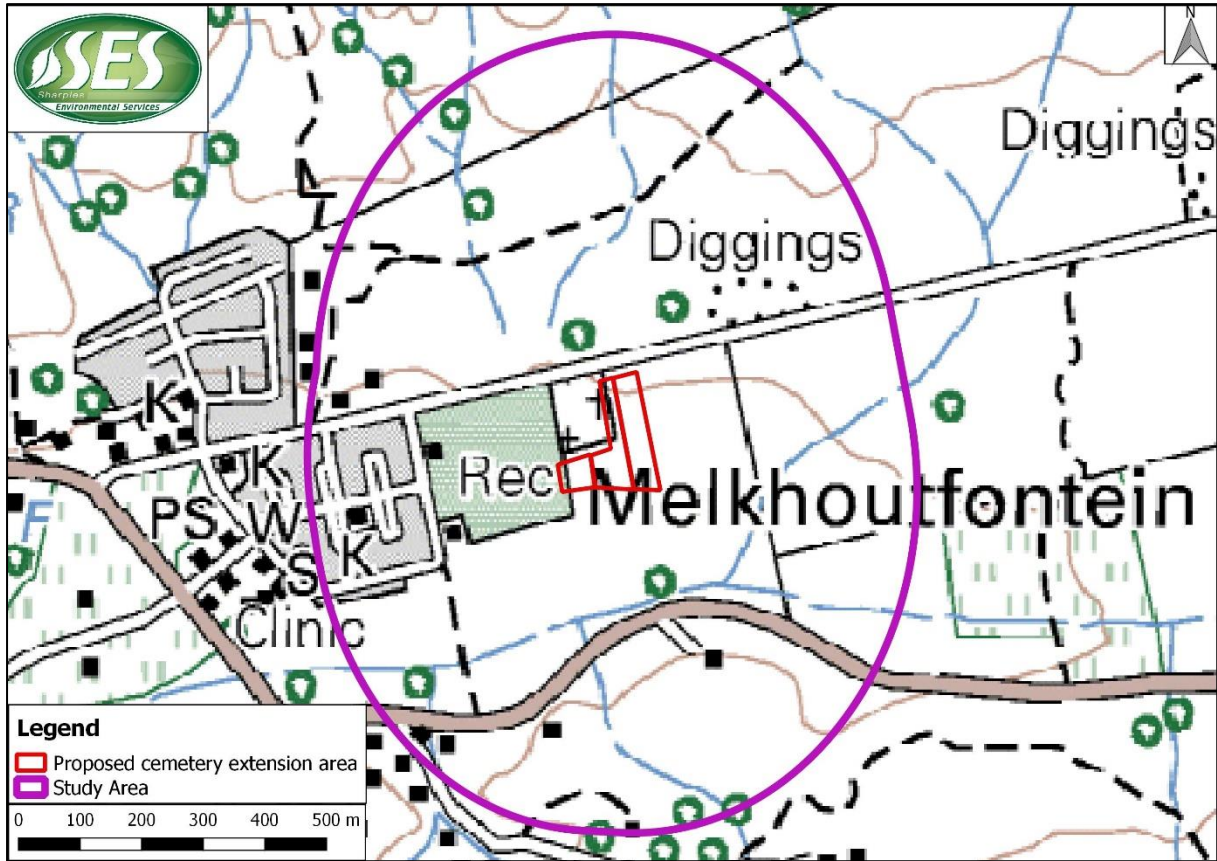 SES
Sharples
Environmental Services
N
Diggings
Diggings
K
Rec
Melkhoutfontein
K
PS
W
F
S
K
Clinic
Legend
Proposed cemetery extension area
Study Area
0 100 200 300 400 500 m